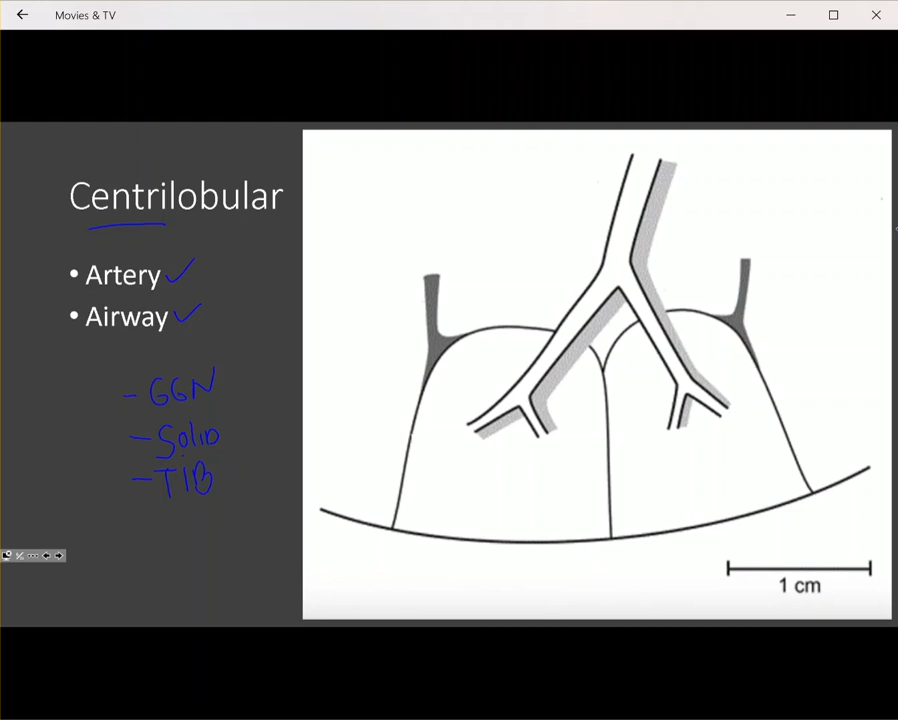 Movies & TV
Centrilobular
• Artery ✓
• Airway ✓
- GGN
- Solid
- TIB
1 cm